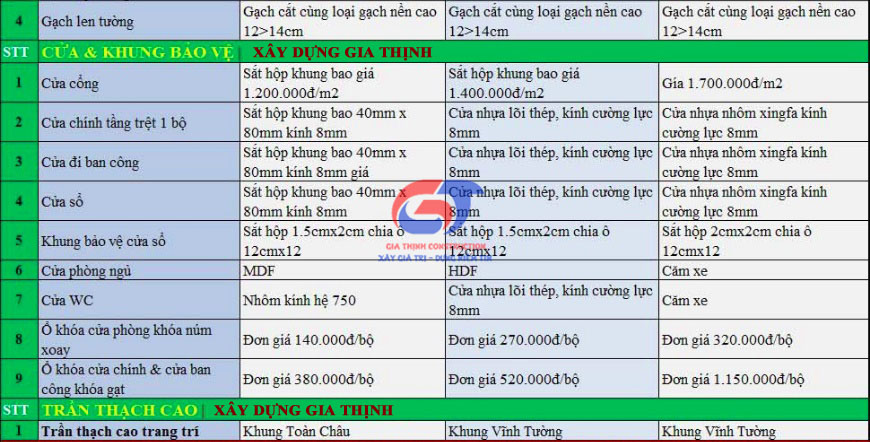 4 Gạch len tường Gạch cắt cùng loại gạch nền cao 12>14cm Gạch cắt cùng loại gạch nền cao 12>14cm Gạch cắt cùng loại gạch nền cao 12>14cm
STT CỬA & KHUNG BẢO VỆ | XÂY DỰNG GIA THỊNH
1 Cửa cổng Sắt hộp khung bao giá 1.200.000đ/m2 Sắt hộp khung bao giá 1.400.000đ/m2 Gía 1.700.000đ/m2
2 Cửa chính tầng trệt 1 bộ Sắt hộp khung bao 40mm x 80mm kính 8mm Cửa nhựa lõi thép, kính cường lực 8mm Cửa nhựa nhôm xingfa kính cường lực 8mm
3 Cửa đi ban công Sắt hộp khung bao 40mm x 80mm kính 8mm giá Cửa nhựa lõi thép, kính cường lực 8mm Cửa nhựa nhôm xingfa kính cường lực 8mm
4 Cửa sổ Sắt hộp khung bao 40mm x 80mm kính 8mm Cửa nhựa lõi thép, kính cường lực 8mm Cửa nhựa nhôm xingfa kính cường lực 8mm
5 Khung bảo vệ cửa sổ Sắt hộp 1.5cmx2cm chia ô 12cmx12 Sắt hộp 1.5cmx2cm chia ô 12cmx12 Sắt hộp 2cmx2cm chia ô 12cmx12
GIA THINH CONSTRUCTION
XÂY GIÁ TRỊ - DỰNG NIỀM TIN
6 Cửa phòng ngủ MDF HDF Căm xe
7 Cửa WC Nhôm kính hệ 750 Cửa nhựa lõi thép, kính cường lực 8mm Căm xe
8 Ổ khóa cửa phòng khóa núm xoay Đơn giá 140.000đ/bộ Đơn giá 270.000đ/bộ Đơn giá 320.000đ/bộ
9 Ổ khóa cửa chính & cửa ban công khóa gạt Đơn giá 380.000đ/bộ Đơn giá 520.000đ/bộ Đơn giá 1.150.000đ/bộ
STT TRẦN THẠCH CAO | XÂY DỰNG GIA THỊNH
1 Trần thạch cao trang trí Khung Toàn Châu Khung Vĩnh Tường Khung Vĩnh Tường